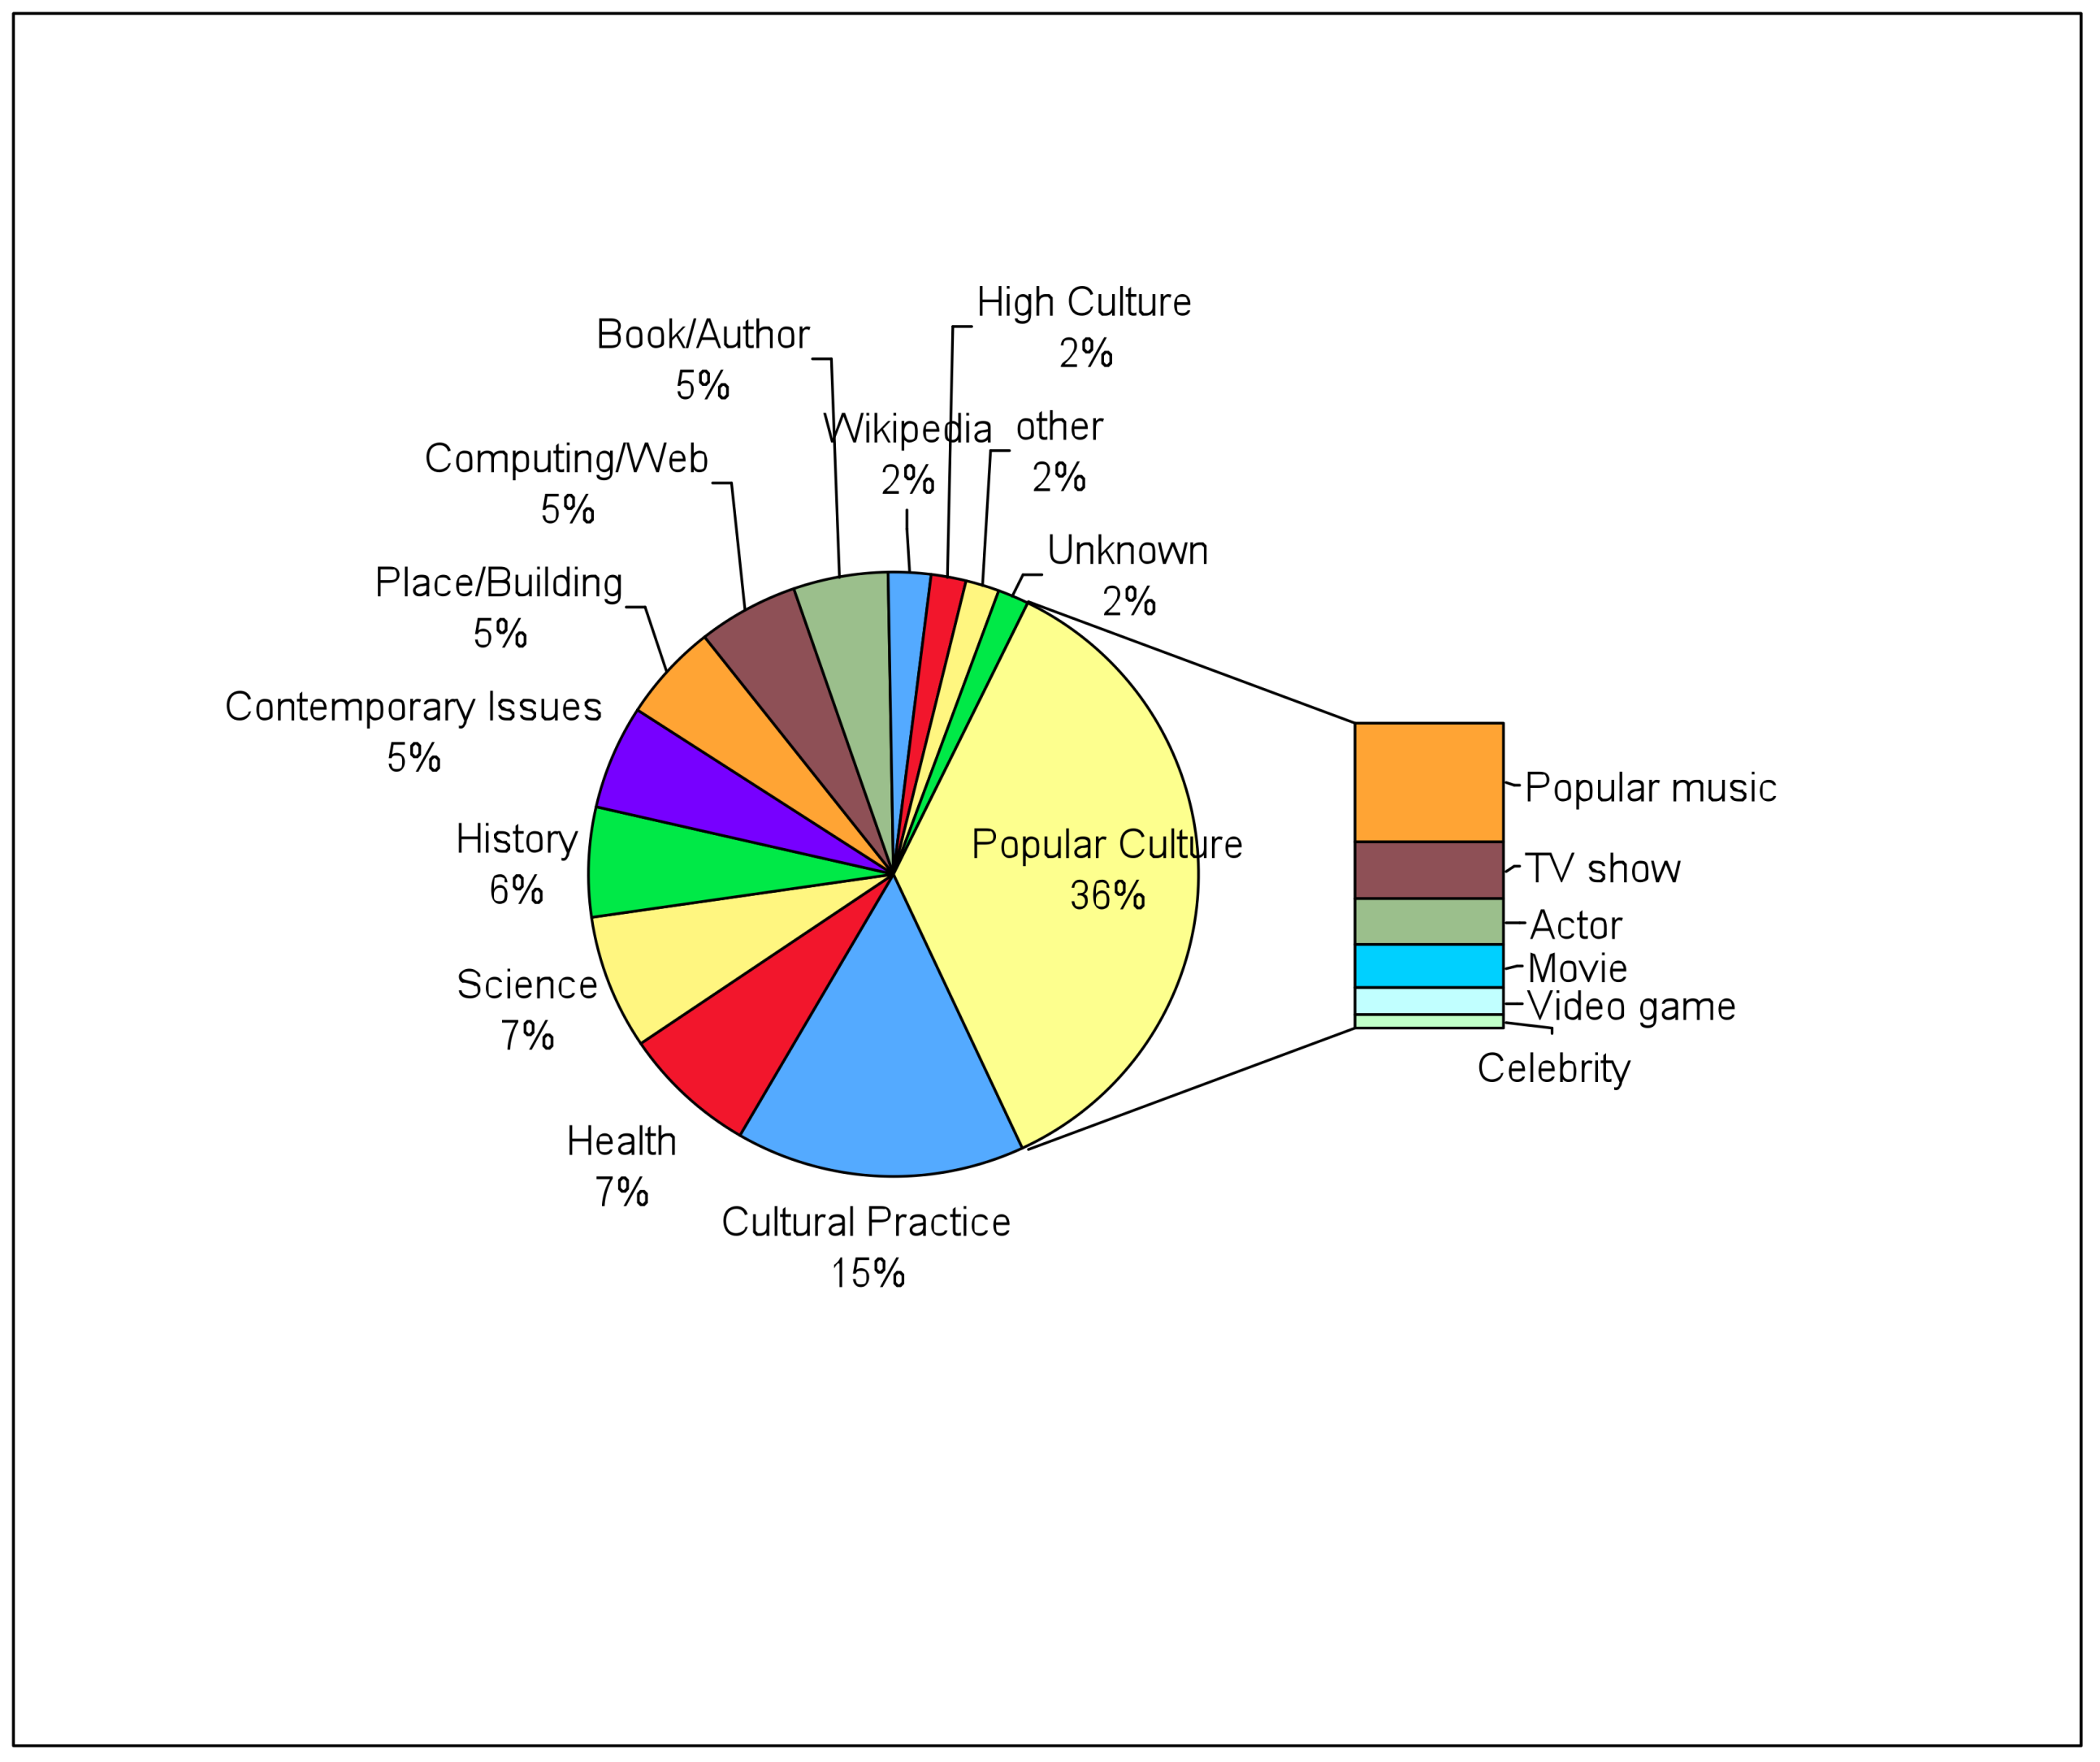 High Culture
2%
Book/Author
5%
Wikipedia
2%
other
2%
Computing/Web
5%
Unknown
2%
Place/Building
5%
Contemporary Issues
5%
Popular music
History
6%
Popular Culture
36%
TV show
Actor
Movie
Video game
Science
7%
Celebrity
Health
7%
Cultural Practice
15%